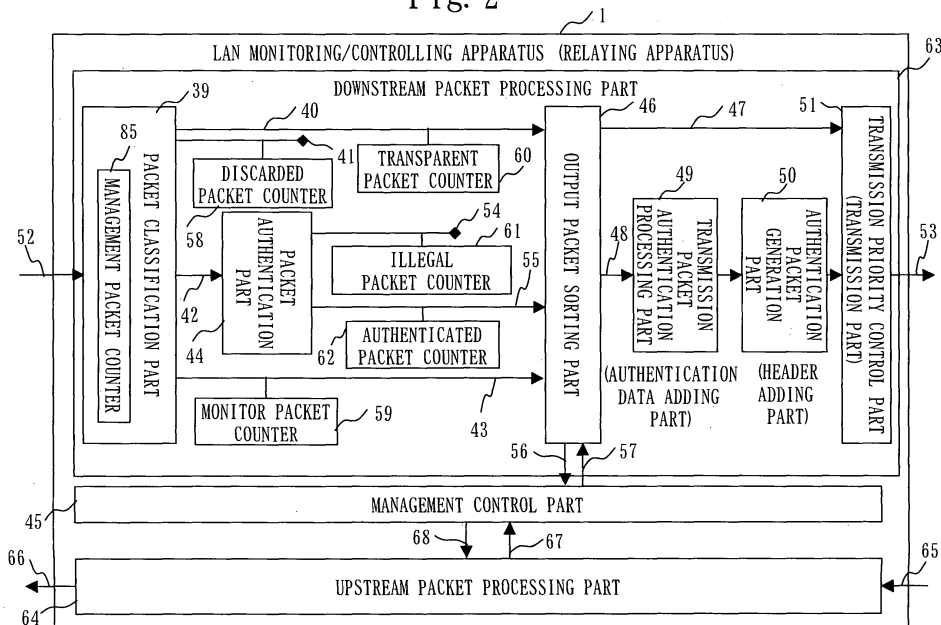 Fig. 2
1
LAN MONITORING/CONTROLLING APPARATUS (RELAYING APPARATUS)
63
DOWNSTREAM PACKET PROCESSING PART
39
40
46
47
51
85
41
DISCARDED
PACKET COUNTER
58
TRANSPARENT
PACKET COUNTER
60
MANAGEMENT PACKET COUNTER
PACKET CLASSIFICATION PART
54
61
ILLEGAL
PACKET COUNTER
PACKET
AUTHENTICATION
PART
52
42
44
55
62
AUTHENTICATED
PACKET COUNTER
MONITOR PACKET
COUNTER
59
43
OUTPUT PACKET SORTING PART
48
49
TRANSMISSION
PACKET
AUTHENTICATION
PROCESSING PART
(AUTHENTICATION
DATA ADDING
PART)
50
AUTHENTICATION
PACKET
GENERATION
PART
(HEADER
ADDING
PART)
TRANSMISSION PRIORITY CONTROL PART
(TRANSMISSION PART)
53
56
57
45
MANAGEMENT CONTROL PART
68
67
66
65
UPSTREAM PACKET PROCESSING PART
64